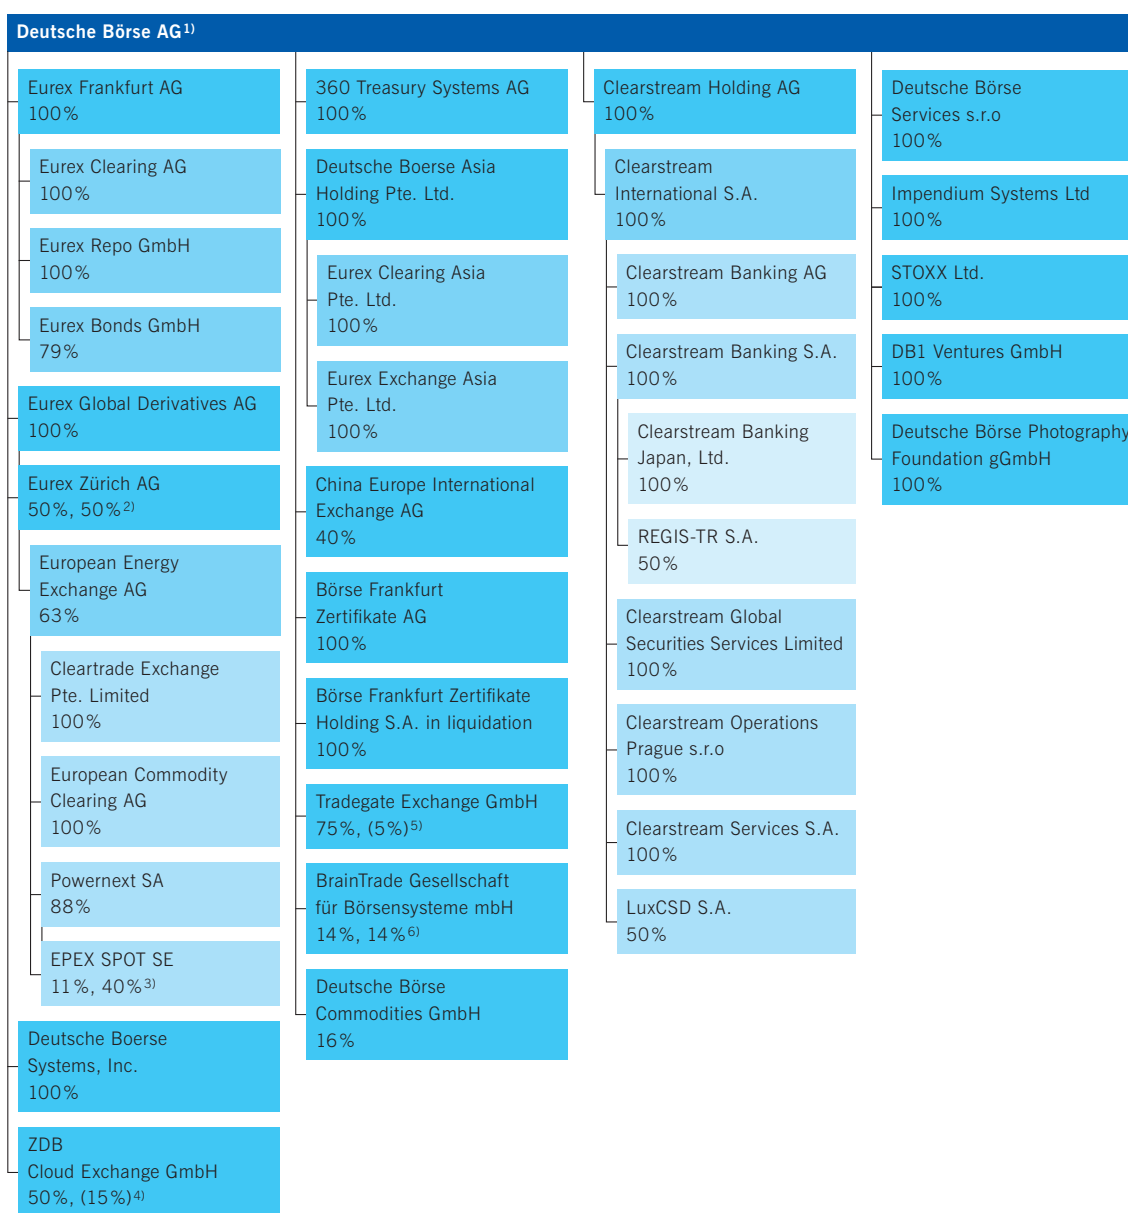 Deutsche Börse AG1)
Eurex Frankfurt AG
100%
Eurex Clearing AG
100%
Eurex Repo GmbH
100%
Eurex Bonds GmbH
79%
Eurex Global Derivatives AG
100%
Eurex Zürich AG
50%, 50%2)
European Energy
Exchange AG
63%
Cleartrade Exchange
Pte. Limited
100%
European Commodity
Clearing AG
100%
Powernext SA
88%
EPEX SPOT SE
11%, 40%3)
Deutsche Boerse
Systems, Inc.
100%
ZDB
Cloud Exchange GmbH
50%, (15%)4)
360 Treasury Systems AG
100%
Deutsche Boerse Asia
Holding Pte. Ltd.
100%
Eurex Clearing Asia
Pte. Ltd.
100%
Eurex Exchange Asia
Pte. Ltd.
100%
China Europe International
Exchange AG
40%
Börse Frankfurt
Zertifikate AG
100%
Börse Frankfurt Zertifikate
Holding S.A. in liquidation
100%
Tradegate Exchange GmbH
75%, (5%)5)
BrainTrade Gesellschaft
für Börsensysteme mbH
14%, 14%6)
Deutsche Börse
Commodities GmbH
16%
Clearstream Holding AG
100%
Clearstream
International S.A.
100%
Clearstream Banking AG
100%
Clearstream Banking S.A.
100%
Clearstream Banking
Japan, Ltd.
100%
REGIS-TR S.A.
50%
Clearstream Global
Securities Services Limited
100%
Clearstream Operations
Prague s.r.o
100%
Clearstream Services S.A.
100%
LuxCSD S.A.
50%
Deutsche Börse
Services s.r.o
100%
Impendium Systems Ltd
100%
STOXX Ltd.
100%
DB1 Ventures GmbH
100%
Deutsche Börse Photography
Foundation gGmbH
100%